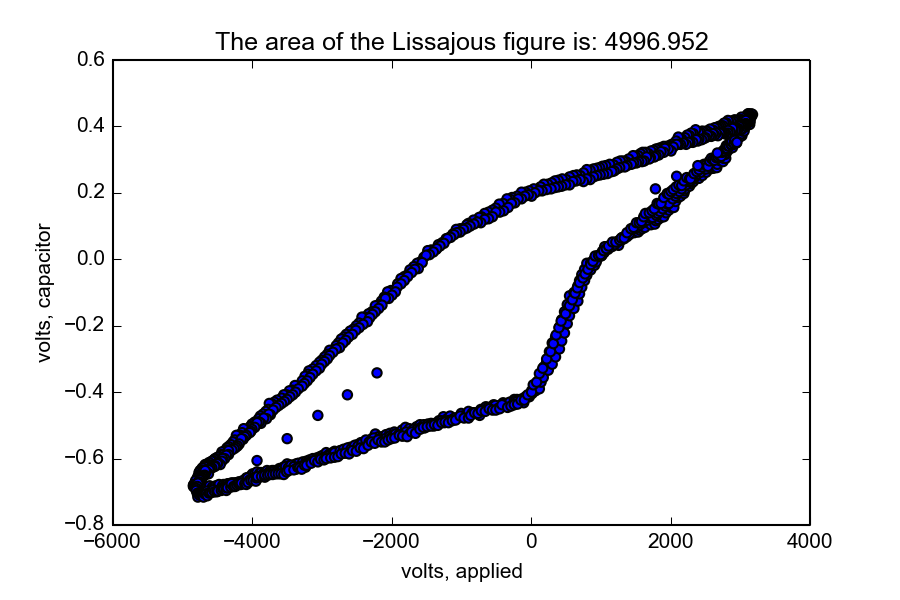 The area of the Lissajous figure is: 4996.952
0.6
0.4
0.2
0.0
−0.2
−0.4
−0.6
−0.8
volts, capacitor
−6000 −4000 −2000 0 2000 4000
volts, applied